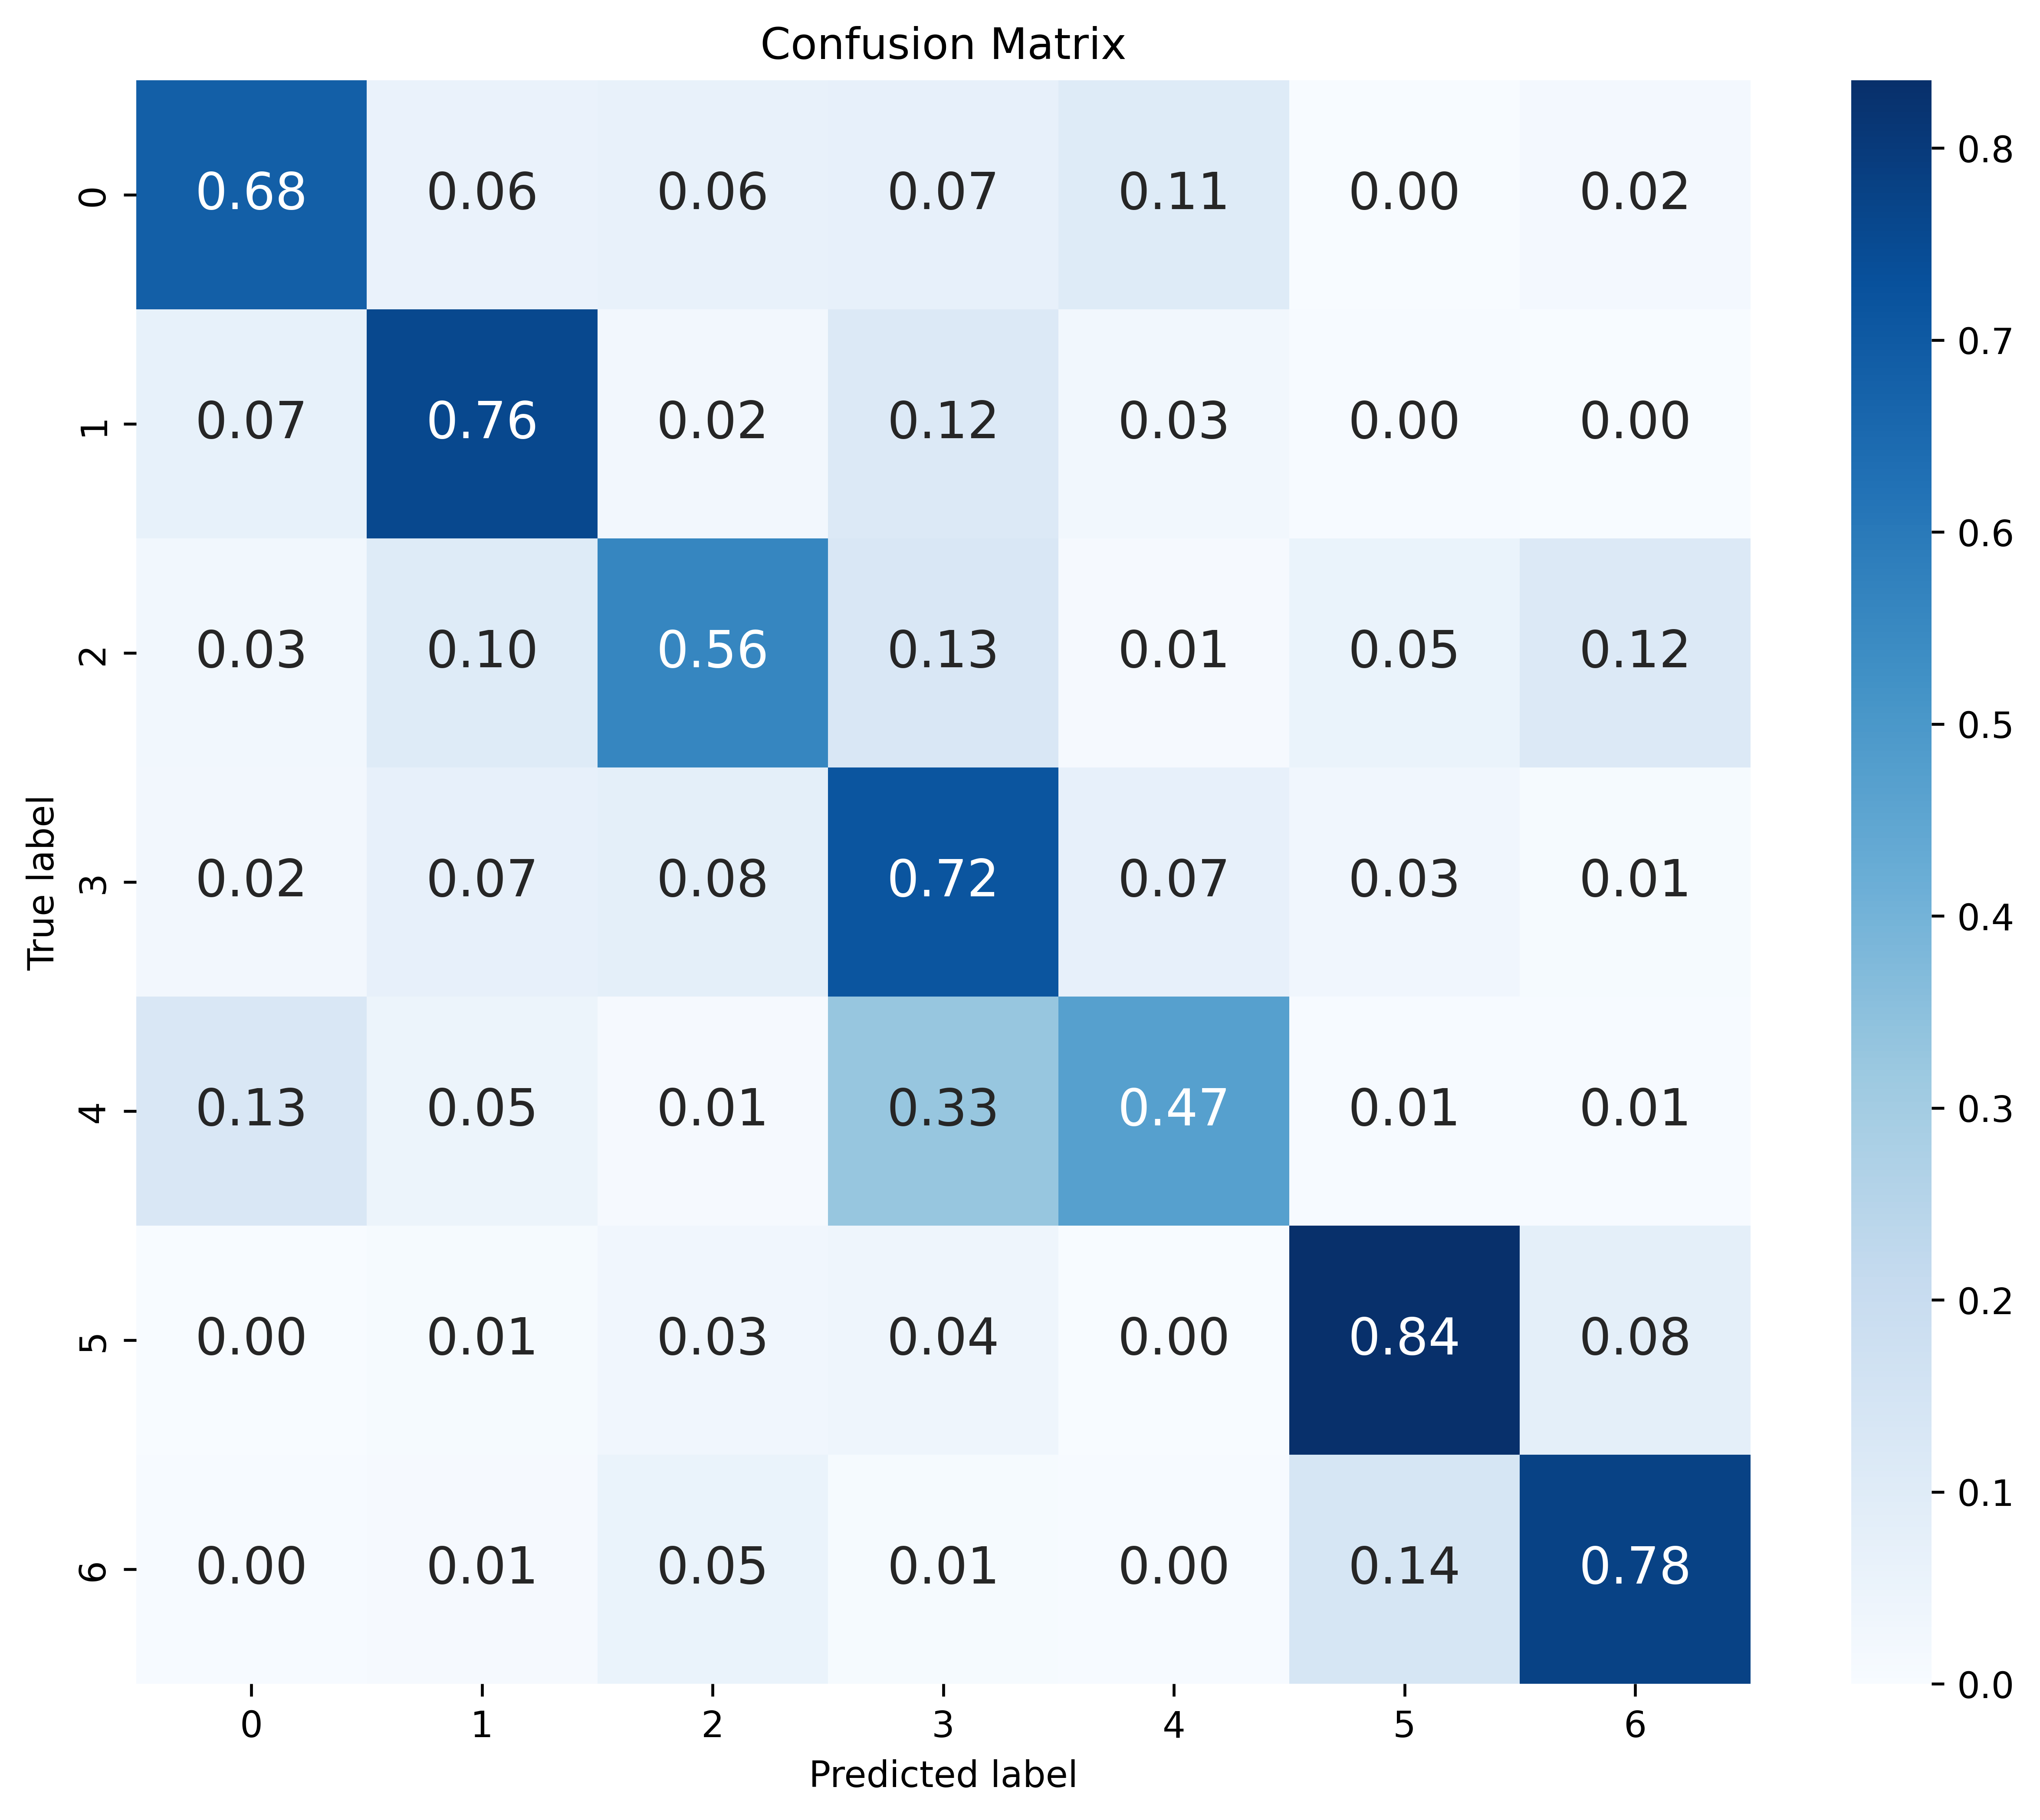 Confusion Matrix
True label
0 0.68 0.06 0.06 0.07 0.11 0.00 0.02
1 0.07 0.76 0.02 0.12 0.03 0.00 0.00
2 0.03 0.10 0.56 0.13 0.01 0.05 0.12
3 0.02 0.07 0.08 0.72 0.07 0.03 0.01
4 0.13 0.05 0.01 0.33 0.47 0.01 0.01
5 0.00 0.01 0.03 0.04 0.00 0.84 0.08
6 0.00 0.01 0.05 0.01 0.00 0.14 0.78
0 1 2 3 4 5 6
Predicted label
0.8
0.7
0.6
0.5
0.4
0.3
0.2
0.1
0.0